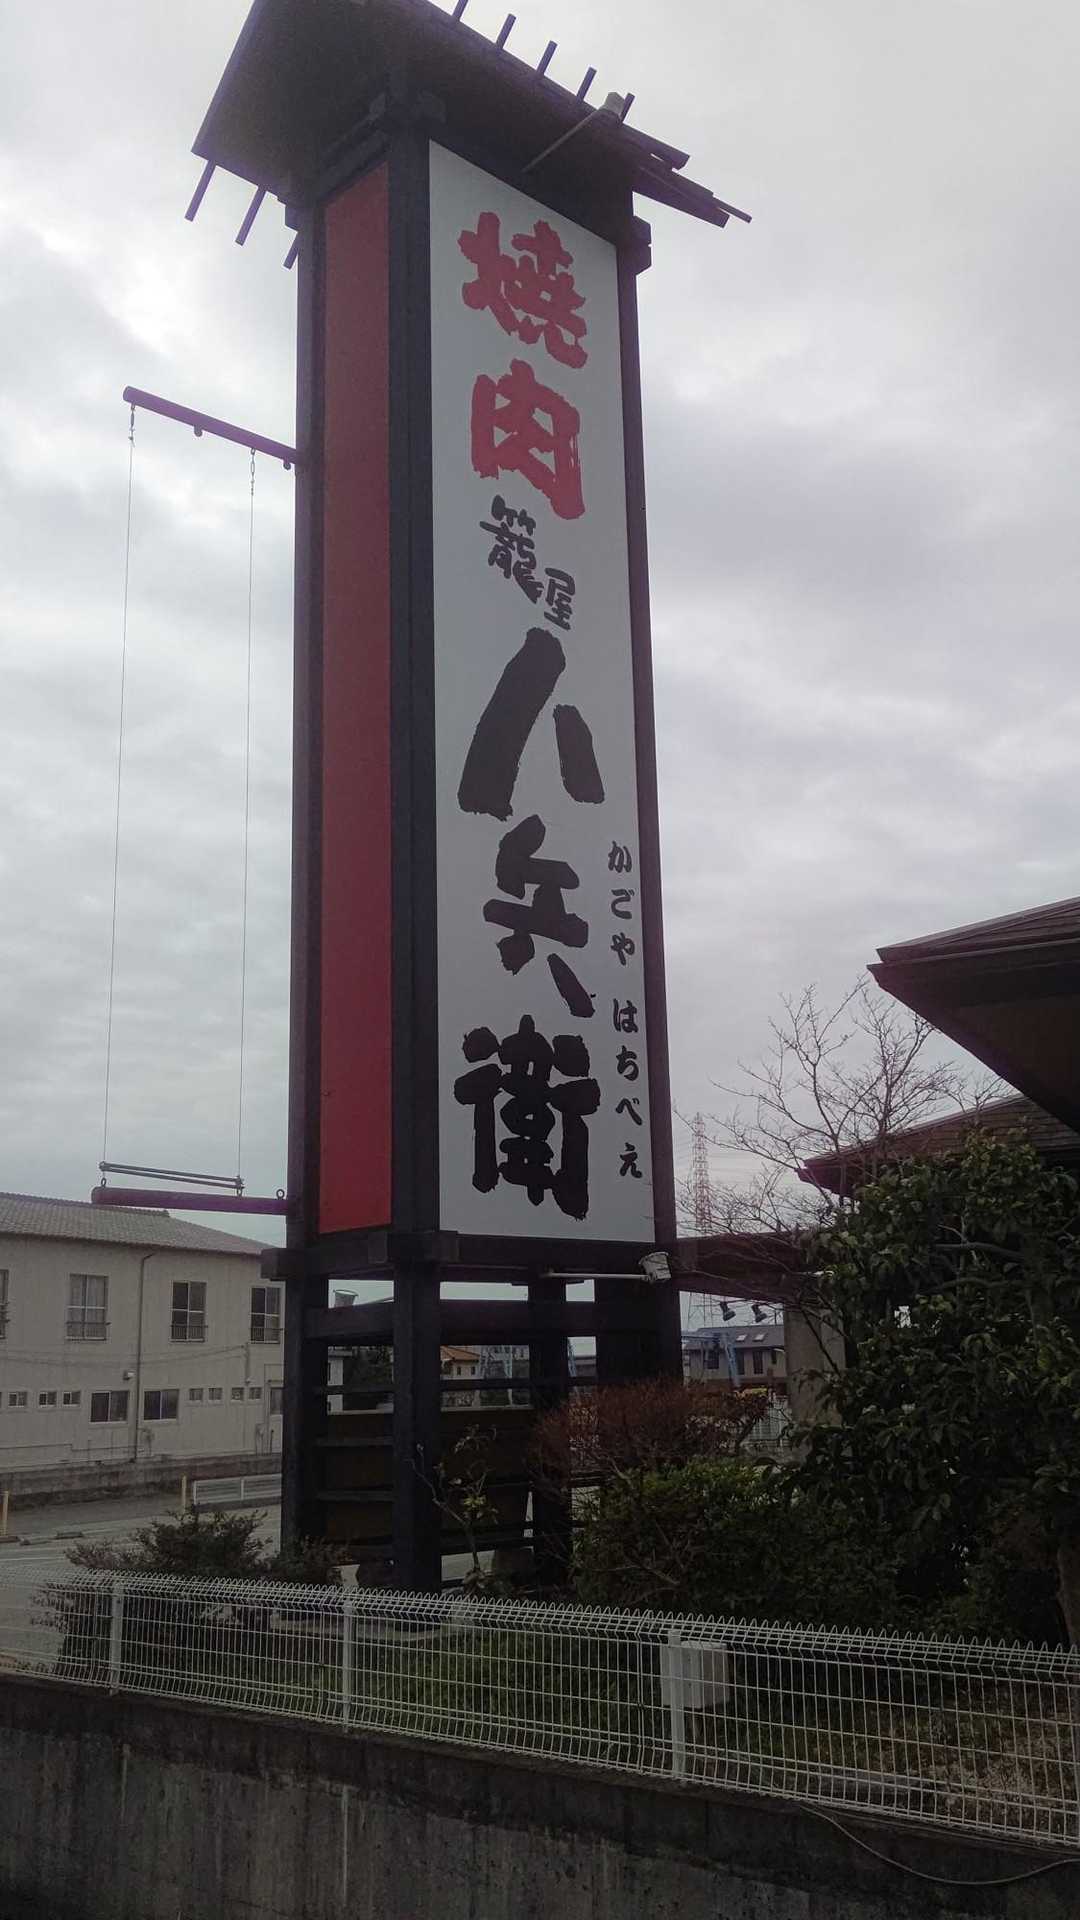 焼肉
籠屋
八兵衛
かごや はちべえ